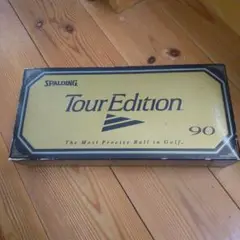 SPALDING
Tour Edition
90
The Most Precise Ball in Golf.